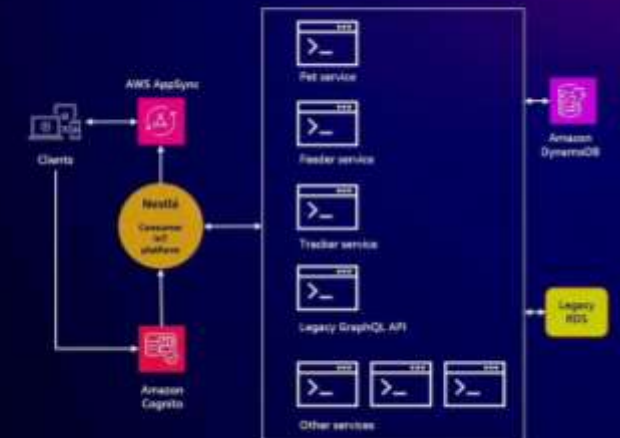 AWS AppSync
Clients
Nestlé
Consumer
IoT
platform
Amazon
Cognito
Pet service
Feeder service
Tracker service
Legacy GraphQL API
Other services
Amazon
DynamoDB
Legacy
RDS